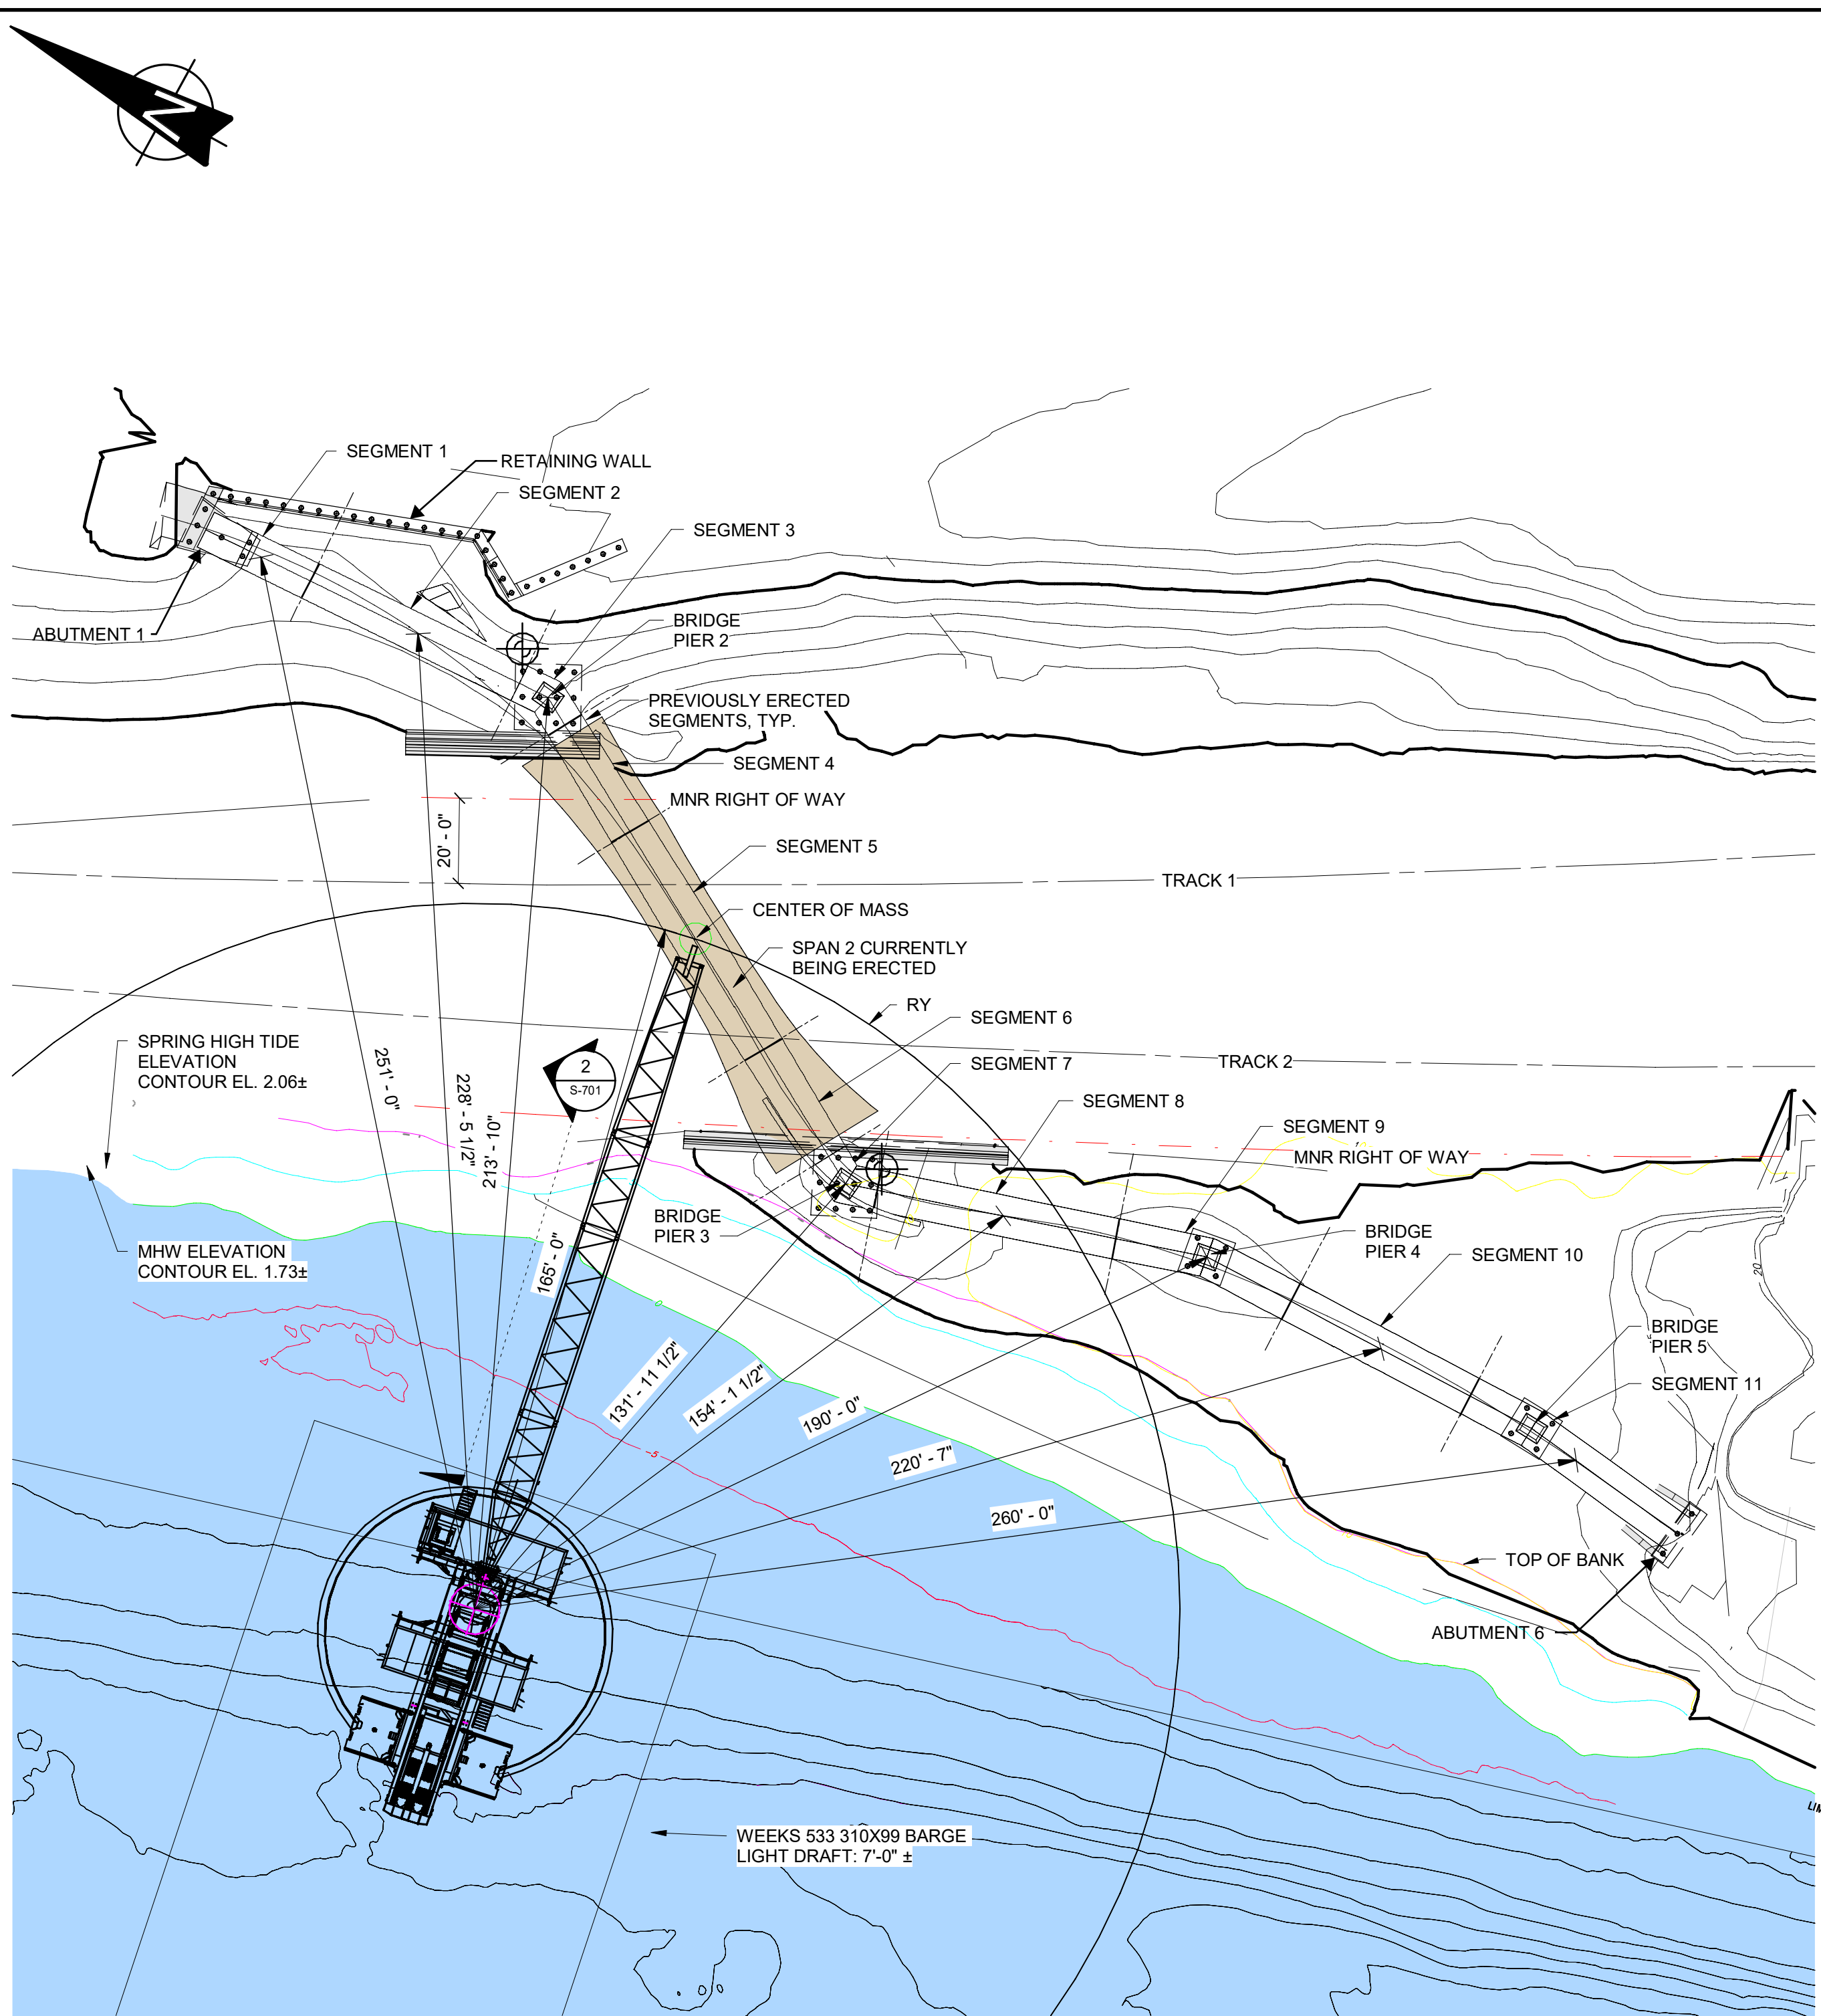 N
SEGMENT 1
RETAINING WALL
SEGMENT 2
SEGMENT 3
ABUTMENT 1
BRIDGE
PIER 2
PREVIOUSLY ERECTED
SEGMENTS, TYP.
SEGMENT 4
MNR RIGHT OF WAY
20' - 0"
SEGMENT 5
TRACK 1
CENTER OF MASS
SPAN 2 CURRENTLY
BEING ERECTED
RY
SEGMENT 6
SPRING HIGH TIDE
ELEVATION
CONTOUR EL. 2.06±
251' - 0"
228' - 5 1/2"
213' - 10"
2
S-701
SEGMENT 7
TRACK 2
SEGMENT 8
SEGMENT 9
MNR RIGHT OF WAY
BRIDGE
PIER 3
BRIDGE
PIER 4
SEGMENT 10
MHW ELEVATION
CONTOUR EL. 1.73±
165' - 0"
0
20
BRIDGE
PIER 5
SEGMENT 11
131' - 11 1/2"
154' - 1 1/2"
190' - 0"
220' - 7"
-5
260' - 0"
TOP OF BANK
ABUTMENT 6
WEEKS 533 310X99 BARGE
LIGHT DRAFT: 7'-0" ±